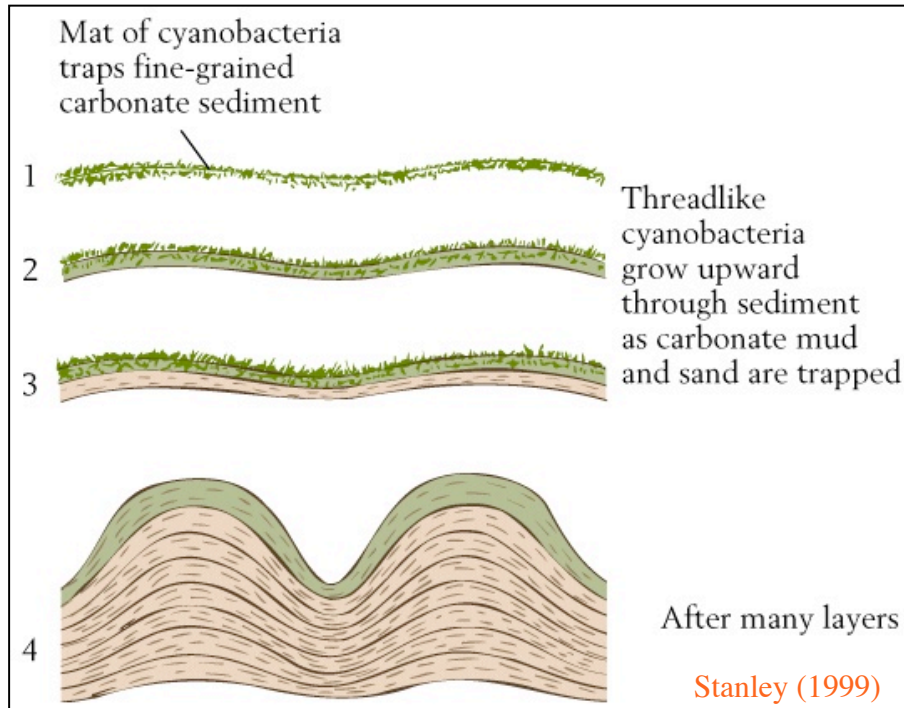 Mat of cyanobacteria
traps fine-grained
carbonate sediment
1
2
3
4
Threadlike
cyanobacteria
grow upward
through sediment
as carbonate mud
and sand are trapped
After many layers
Stanley (1999)